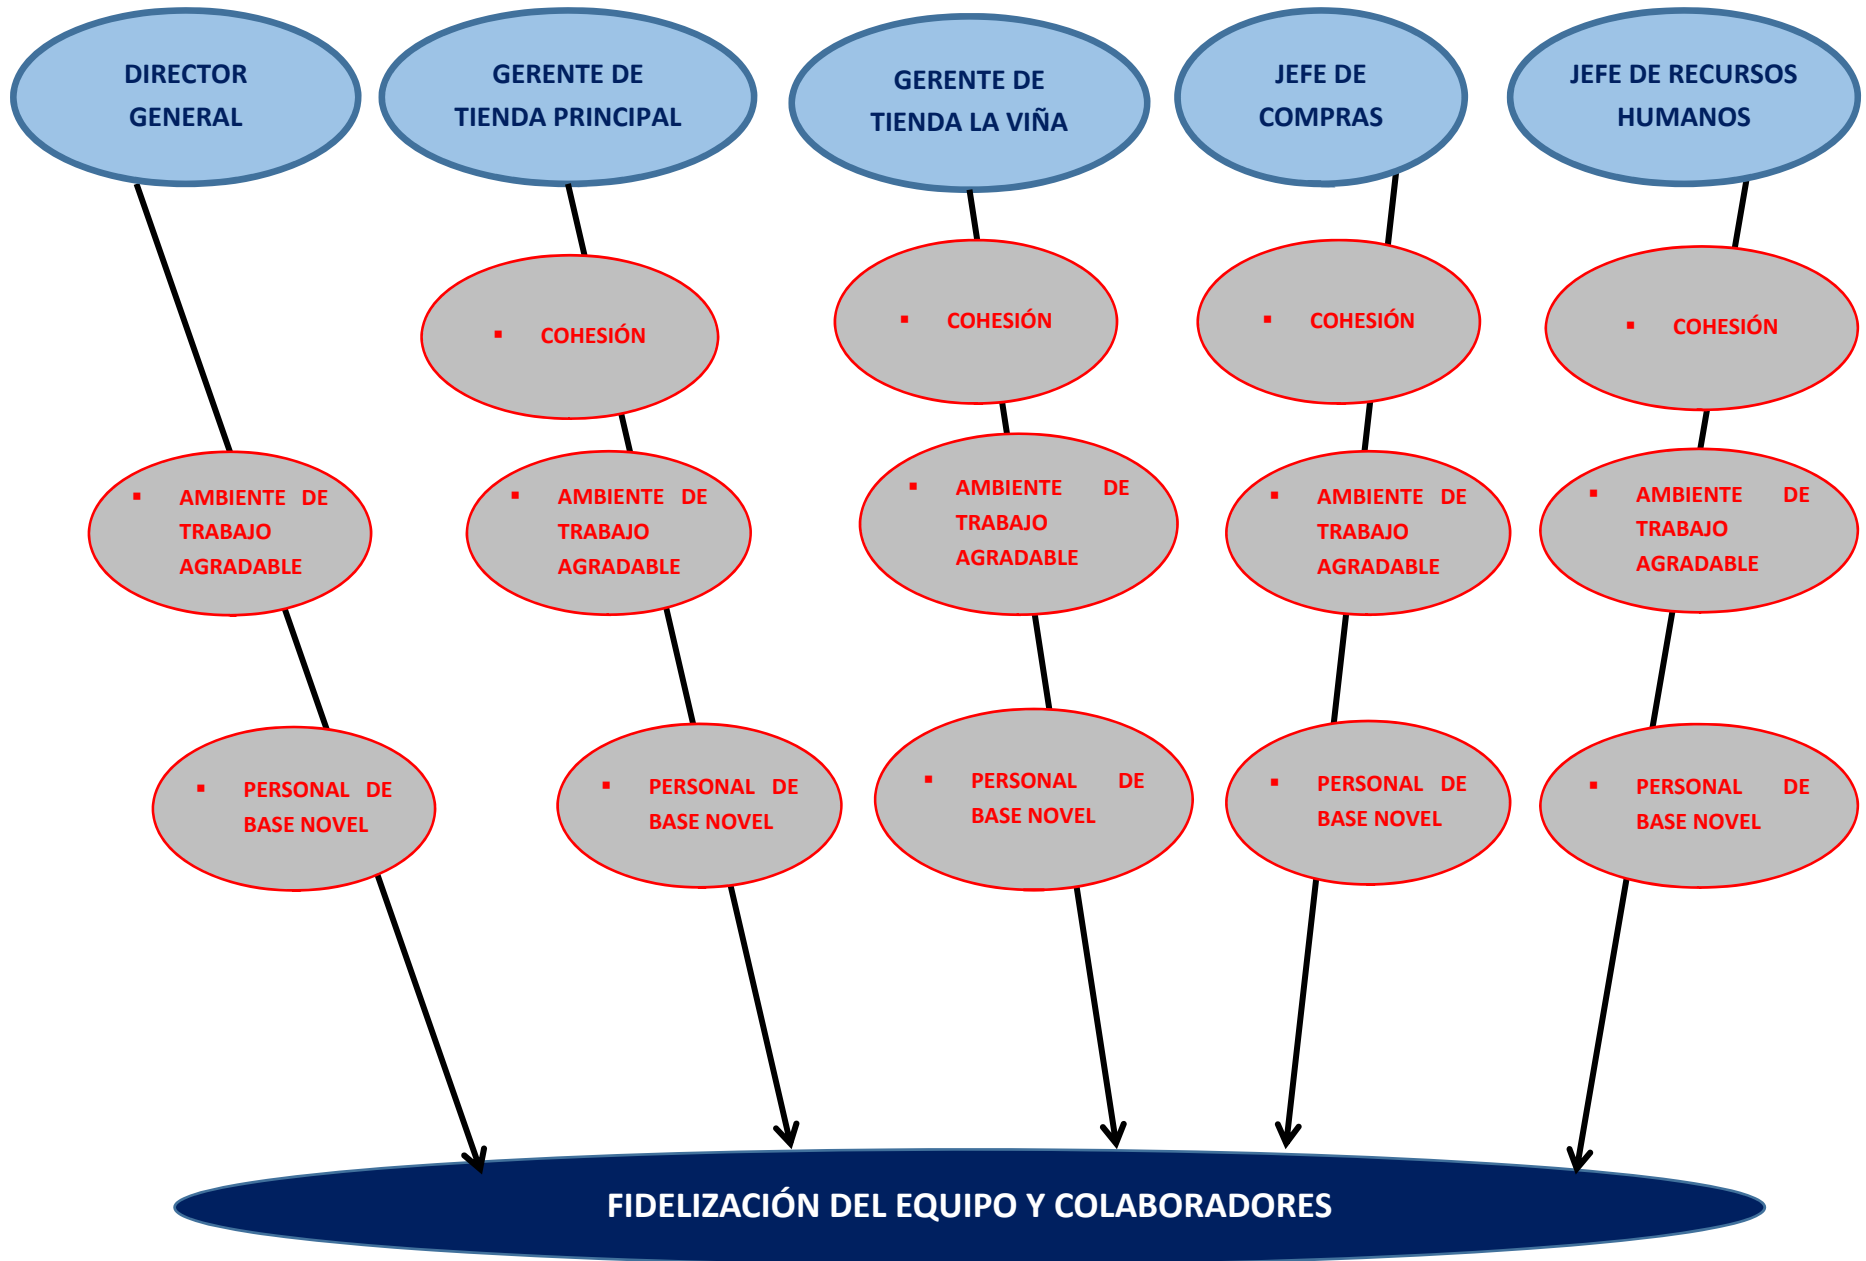 DIRECTOR
GENERAL
GERENTE DE
TIENDA PRINCIPAL
GERENTE DE
TIENDA LA VIÑA
JEFE DE
COMPRAS
JEFE DE RECURSOS
HUMANOS
▪ COHESIÓN
▪ COHESIÓN
▪ COHESIÓN
▪ COHESIÓN
▪ AMBIENTE DE
TRABAJO
AGRADABLE
▪ AMBIENTE DE
TRABAJO
AGRADABLE
▪ AMBIENTE DE
TRABAJO
AGRADABLE
▪ AMBIENTE DE
TRABAJO
AGRADABLE
▪ AMBIENTE DE
TRABAJO
AGRADABLE
▪ PERSONAL DE
BASE NOVEL
▪ PERSONAL DE
BASE NOVEL
▪ PERSONAL DE
BASE NOVEL
▪ PERSONAL DE
BASE NOVEL
▪ PERSONAL DE
BASE NOVEL
FIDELIZACIÓN DEL EQUIPO Y COLABORADORES